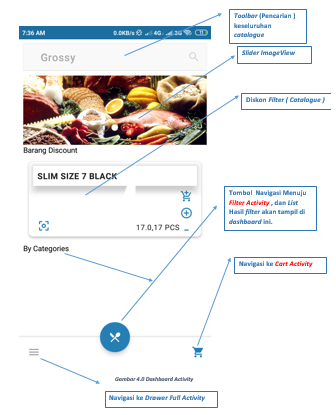 Toolbar (Pencarian )
keseluruhan
catalogue
7:36 AM
0.0KB/s
4G
.3G
Grossy
Slider ImageView
Diskon Filter ( Catalogue )
Barang Discount
SLIM SIZE 7 BLACK
17.0,17 PCS
By Categories
Tombol Navigasi Menuju
Filter Activity , dan List
Hasil filter akan tampil di
dashboard ini.
Navigasi ke Cart Activity
Gambar 4.0 Dashboard Activity
Navigasi ke Drawer Full Activity